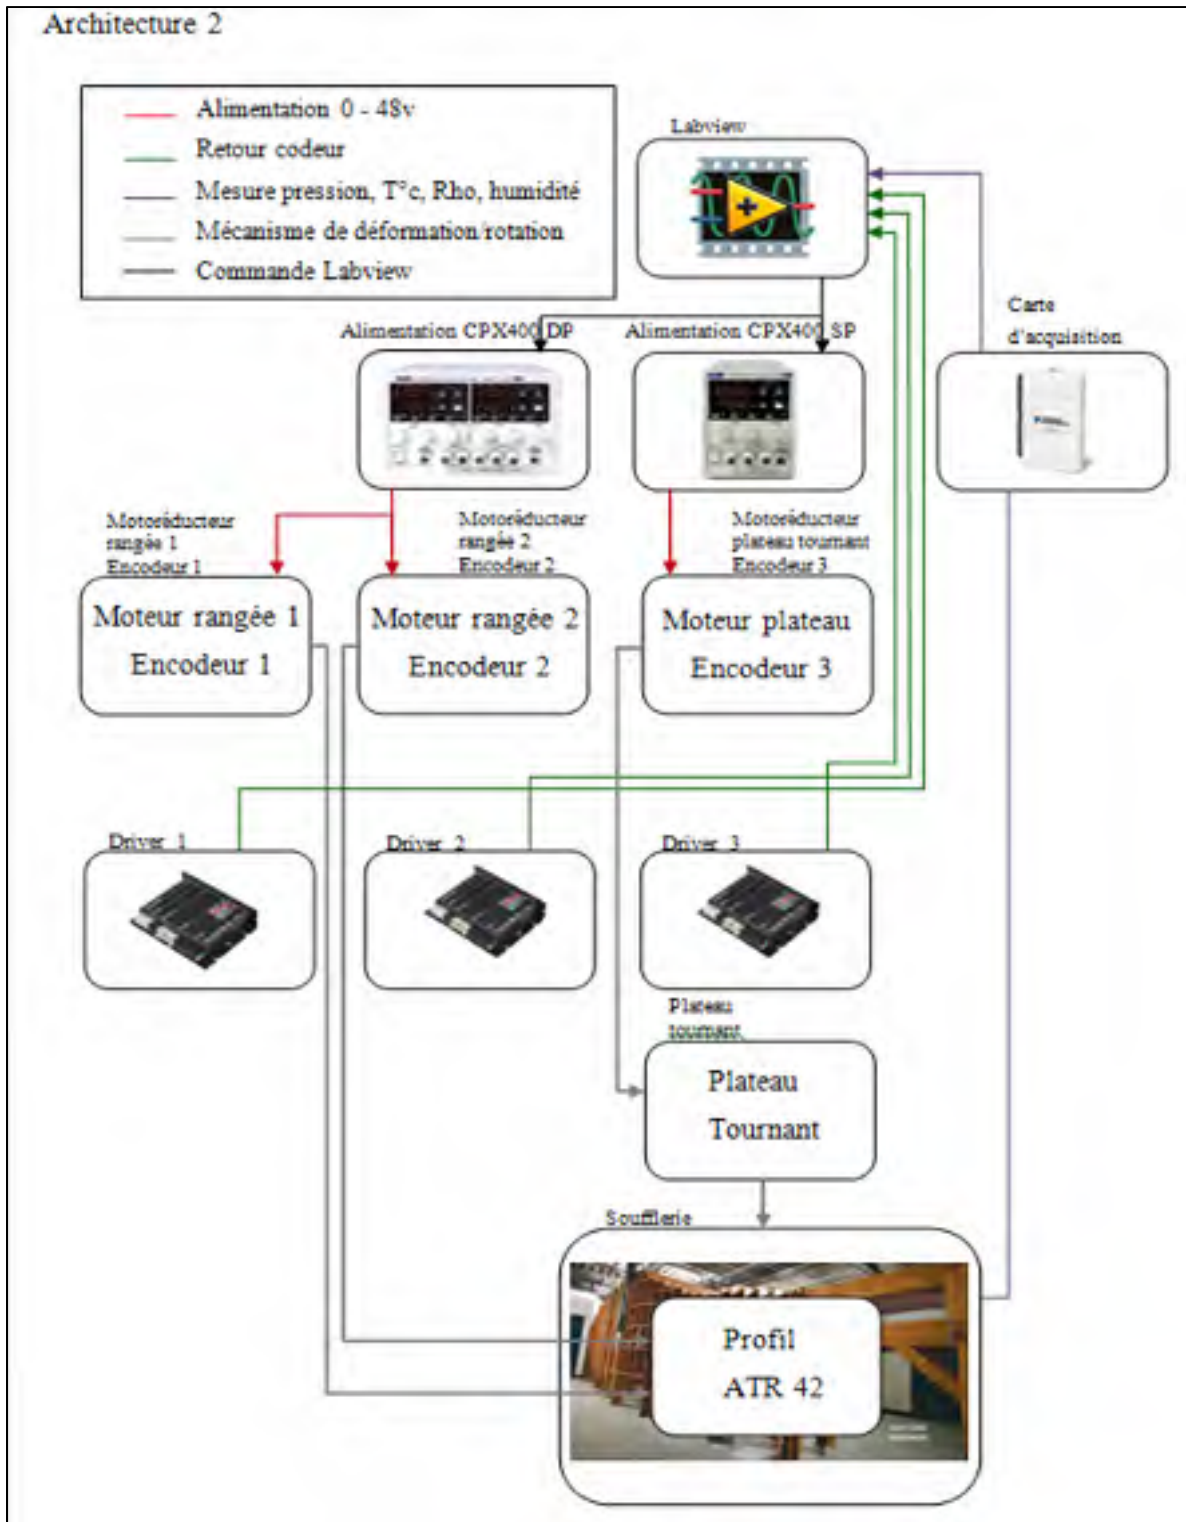 Architecture 2
Alimentation 0 - 48v
Retour codeur
Mesure pression, T°c, Rho, humidité
Mécanisme de déformation/rotation
Commande Labview
Labview
Alimentation CPX400 DP
Alimentation CPX400 SP
Carte
d'acquisition
Motoréducteur
rangée 1
Encodeur 1
Motoréducteur
rangée 2
Encodeur 2
Motoréducteur
plateau tournant
Encodeur 3
Moteur rangée 1
Encodeur 1
Moteur rangée 2
Encodeur 2
Moteur plateau
Encodeur 3
Driver 1
Driver 2
Driver 3
Plateau
tournant
Plateau
Tournant
Soufflerie
Profil
ATR 42